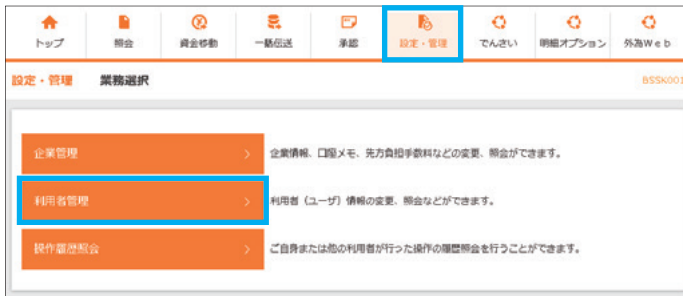 トップ 照会 資金移動 一括伝送 承認 設定・管理 でんさい 明細オプション 外為Web
設定・管理 業務選択 BSSK001
企業管理 企業情報、口座メモ、先方負担手数料などの変更、照会ができます。
利用者管理 利用者（ユーザ）情報の変更、照会などができます。
操作履歴照会 ご自身または他の利用者が行った操作の履歴照会を行うことができます。